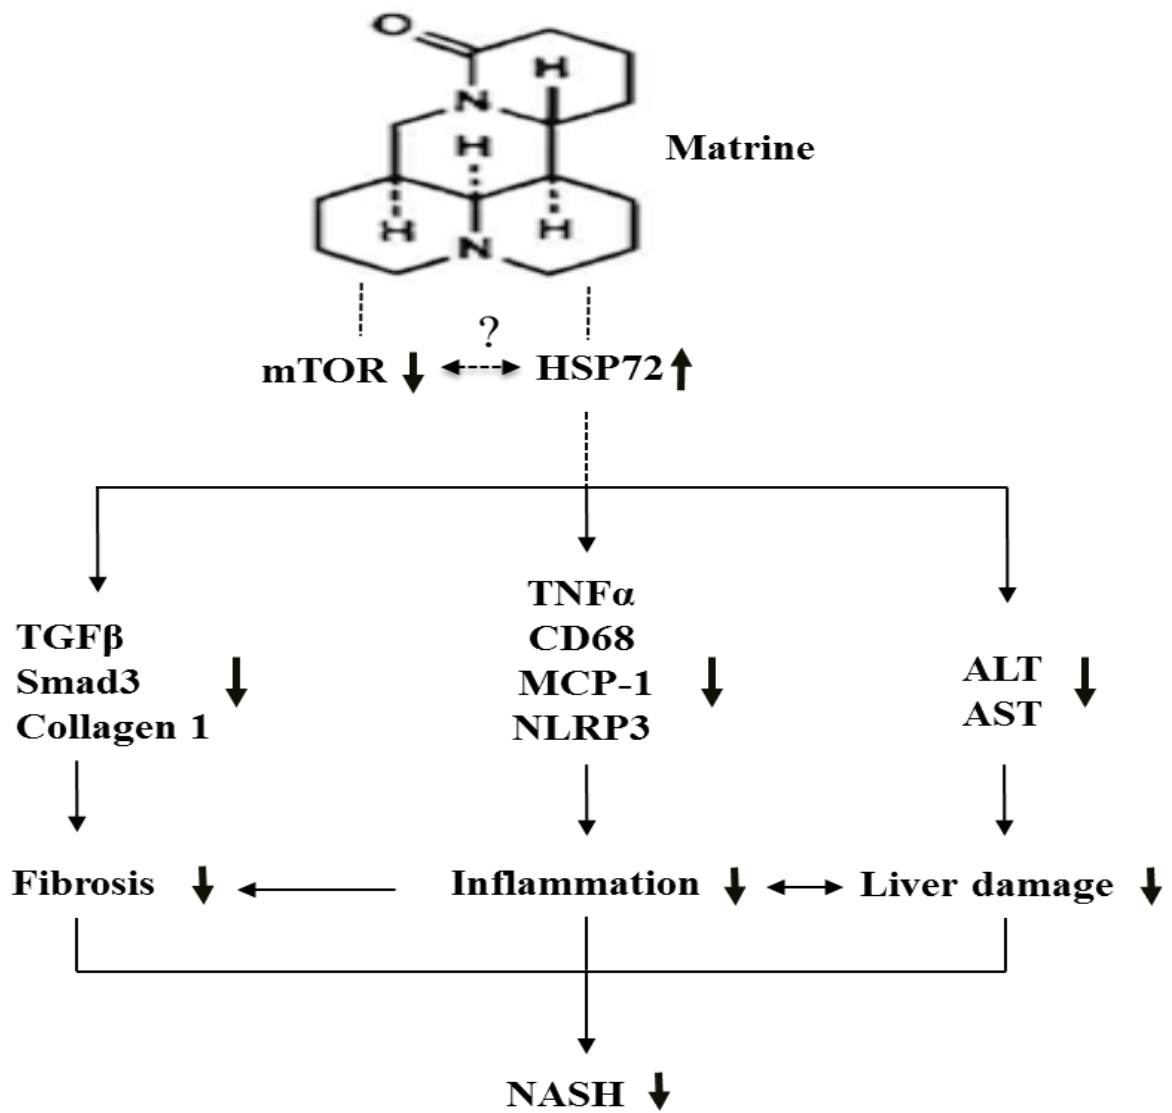 O
H
N
Matrine
H
H
H
N
?
mTOR HSP72
TNFα
CD68
MCP-1
NLRP3
TGFβ
Smad3
Collagen 1
ALT
AST
Fibrosis Inflammation Liver damage
NASH